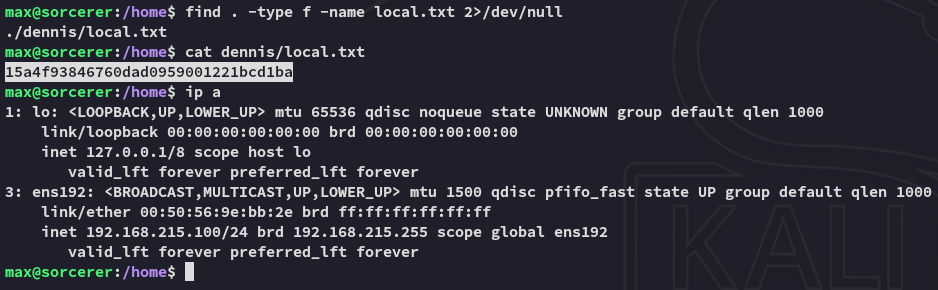 max@sorcerer:/home$ find . -type f -name local.txt 2>/dev/null
./dennis/local.txt
max@sorcerer:/home$ cat dennis/local.txt
15a4f93846760dad0959001221bcd1ba
max@sorcerer:/home$ ip a
1: lo: <LOOPBACK,UP,LOWER_UP> mtu 65536 qdisc noqueue state UNKNOWN group default qlen 1000
    link/loopback 00:00:00:00:00:00 brd 00:00:00:00:00:00
    inet 127.0.0.1/8 scope host lo
       valid_lft forever preferred_lft forever
3: ens192: <BROADCAST,MULTICAST,UP,LOWER_UP> mtu 1500 qdisc pfifo_fast state UP group default qlen 1000
    link/ether 00:50:56:9e:bb:2e brd ff:ff:ff:ff:ff:ff
    inet 192.168.215.100/24 brd 192.168.215.255 scope global ens192
       valid_lft forever preferred_lft forever
max@sorcerer:/home$
KALI